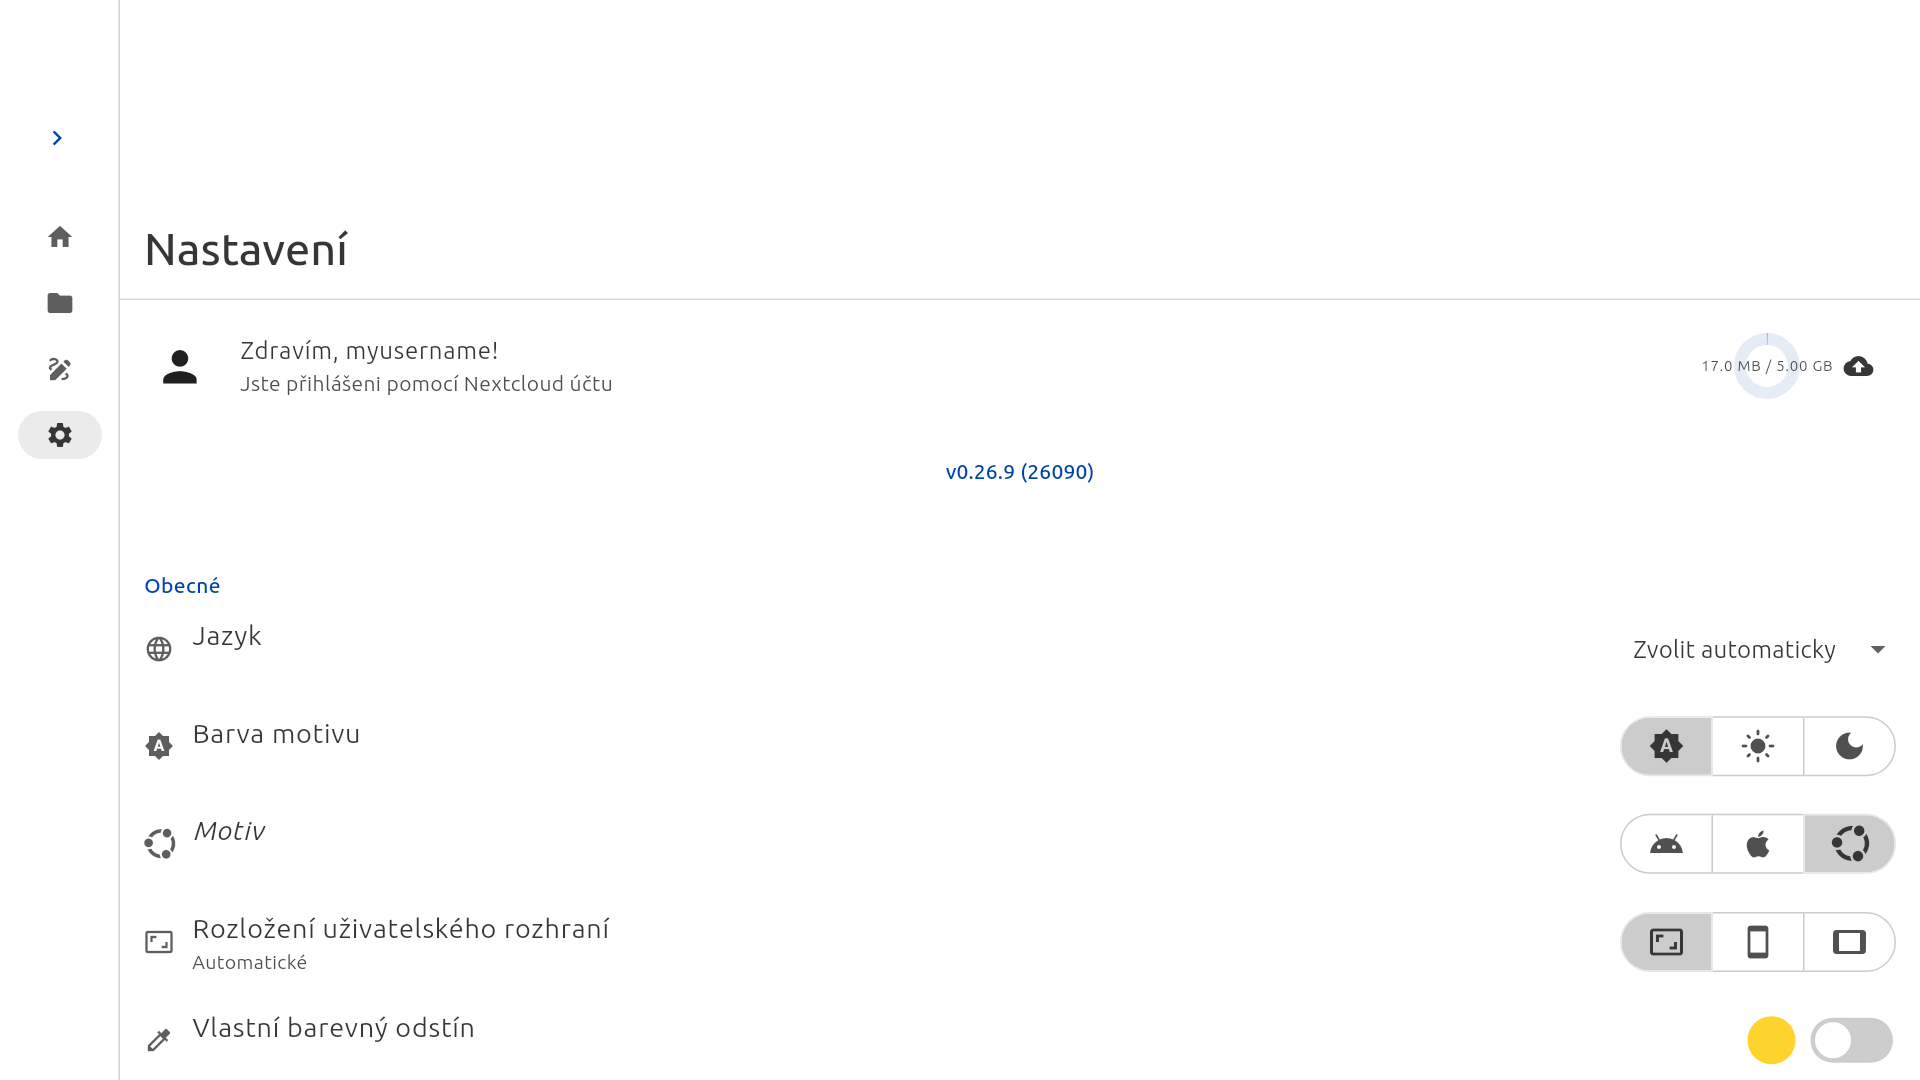 Nastavení
Zdravím, myusername!
Jste přihlášeni pomocí Nextcloud účtu
17.0 MB / 5.00 GB
v0.26.9 (26090)
Obecné
Jazyk
Zvolit automaticky
Barva motivu
A
A
Motiv
Rozložení uživatelského rozhraní
Automatické
Vlastní barevný odstín